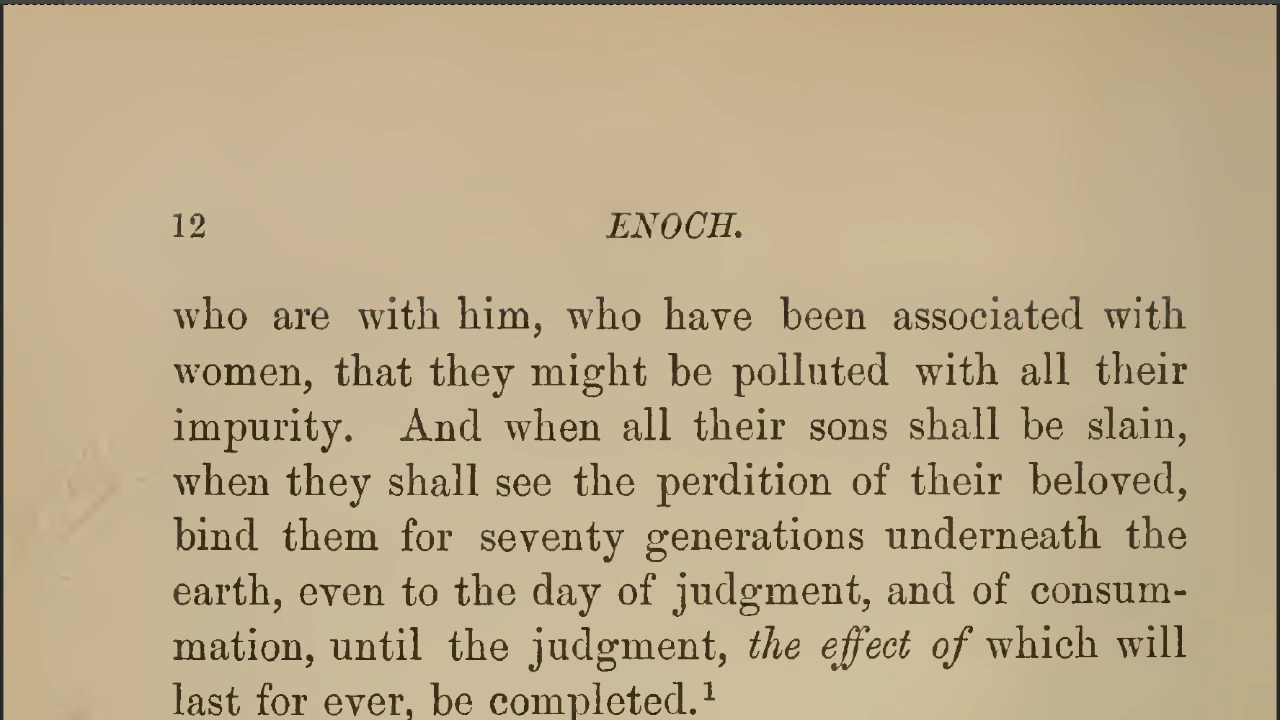 12 ENOCH.
who are with him, who have been associated with
women, that they might be polluted with all their
impurity. And when all their sons shall be slain,
when they shall see the perdition of their beloved,
bind them for seventy generations underneath the
earth, even to the day of judgment, and of consum-
mation, until the judgment, the effect of which will
last for ever, be completed.¹